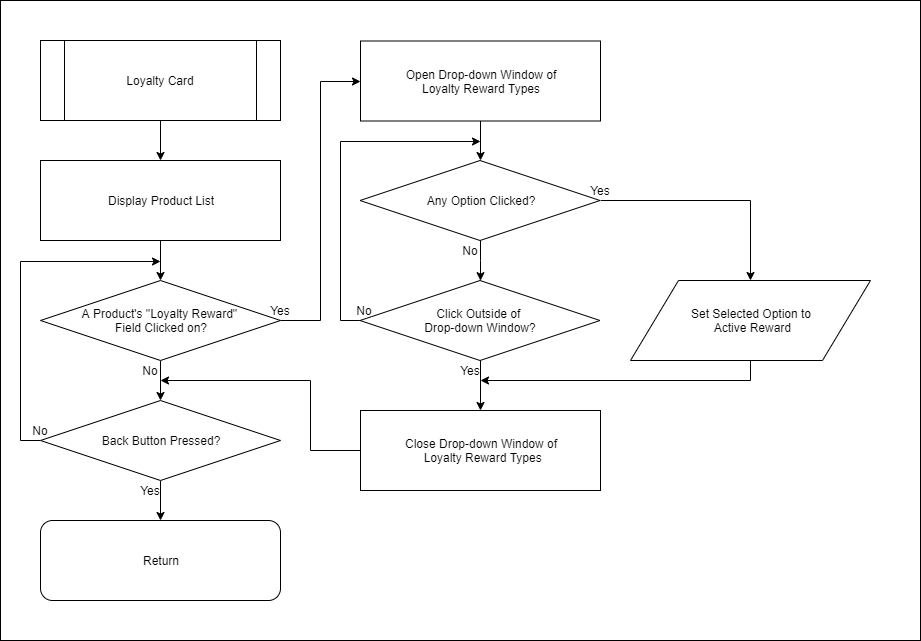 Loyalty Card
Display Product List
A Product's "Loyalty Reward"
Field Clicked on?
Yes
No
Back Button Pressed?
No
Yes
Return
Open Drop-down Window of
Loyalty Reward Types
Any Option Clicked?
Yes
No
Click Outside of
Drop-down Window?
No
Yes
Set Selected Option to
Active Reward
Close Drop-down Window of
Loyalty Reward Types